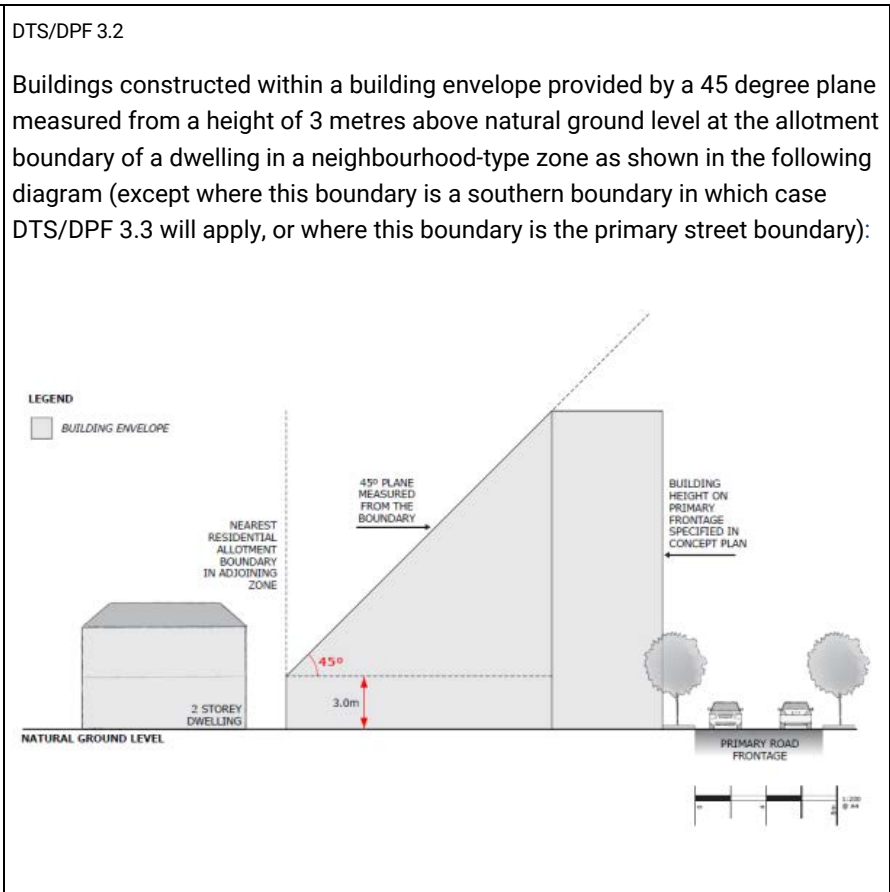 DTS/DPF 3.2
Buildings constructed within a building envelope provided by a 45 degree plane
measured from a height of 3 metres above natural ground level at the allotment
boundary of a dwelling in a neighbourhood-type zone as shown in the following
diagram (except where this boundary is a southern boundary in which case
DTS/DPF 3.3 will apply, or where this boundary is the primary street boundary):
LEGEND
BUILDING ENVELOPE
45º PLANE
MEASURED
FROM THE
BOUNDARY
BUILDING
HEIGHT ON
PRIMARY
FRONTAGE
SPECIFIED IN
CONCEPT PLAN
NEAREST
RESIDENTIAL
ALLOTMENT
BOUNDARY
IN ADJOINING
ZONE
45º
3.0m
2 STOREY
DWELLING
NATURAL GROUND LEVEL
PRIMARY ROAD
FRONTAGE
1:200
@ A4